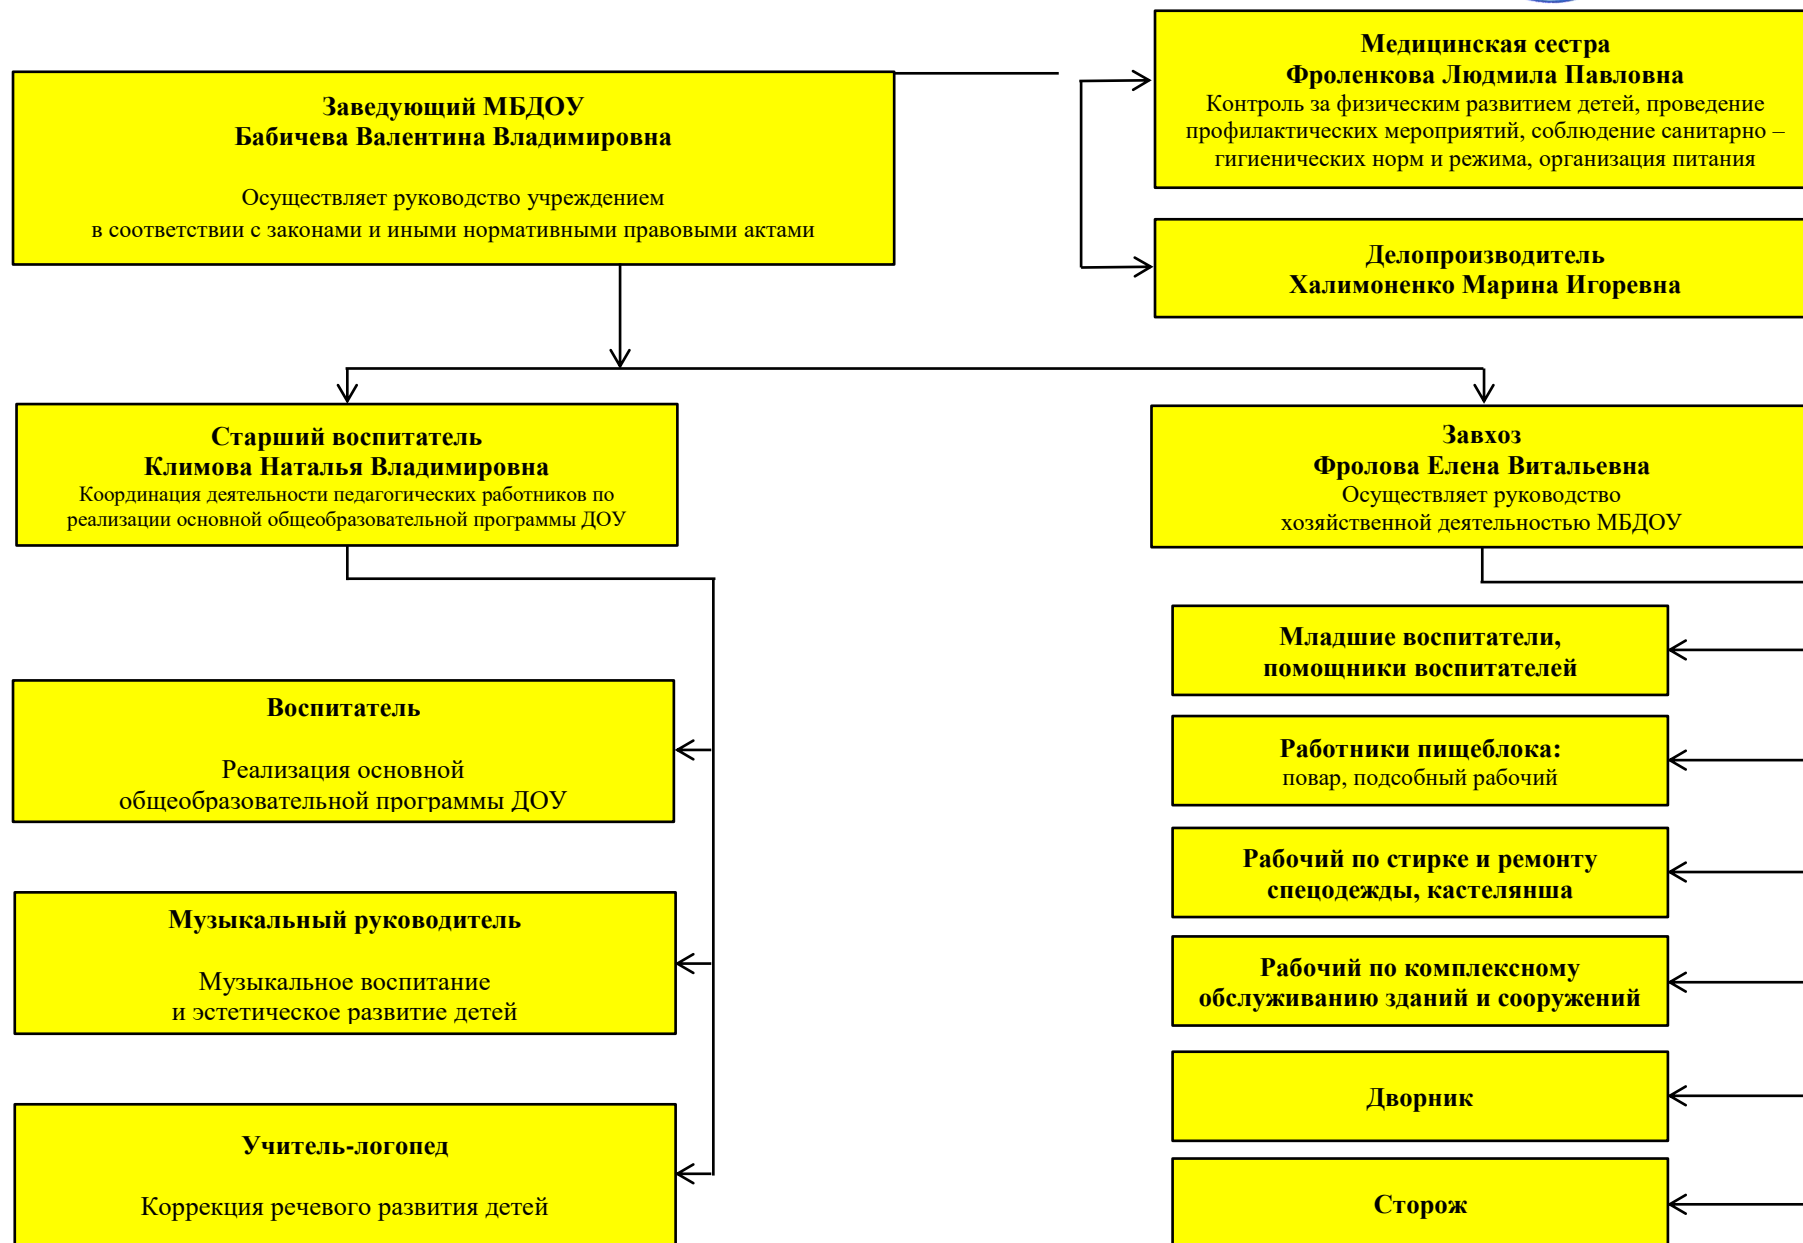 Заведующий МБДОУ
Бабичева Валентина Владимировна
Осуществляет руководство учреждением
в соответствии с законами и иными нормативными правовыми актами
Медицинская сестра
Фроленкова Людмила Павловна
Контроль за физическим развитием детей, проведение
профилактических мероприятий, соблюдение санитарно –
гигиенических норм и режима, организация питания
Делопроизводитель
Халимоненко Марина Игоревна
Старший воспитатель
Климова Наталья Владимировна
Координация деятельности педагогических работников по
реализации основной общеобразовательной программы ДОУ
Завхоз
Фролова Елена Витальевна
Осуществляет руководство
хозяйственной деятельностью МБДОУ
Воспитатель
Реализация основной
общеобразовательной программы ДОУ
Музыкальный руководитель
Музыкальное воспитание
и эстетическое развитие детей
Учитель-логопед
Коррекция речевого развития детей
Младшие воспитатели,
помощники воспитателей
Работники пищеблока:
повар, подсобный рабочий
Рабочий по стирке и ремонту
спецодежды, кастелянша
Рабочий по комплексному
обслуживанию зданий и сооружений
Дворник
Сторож